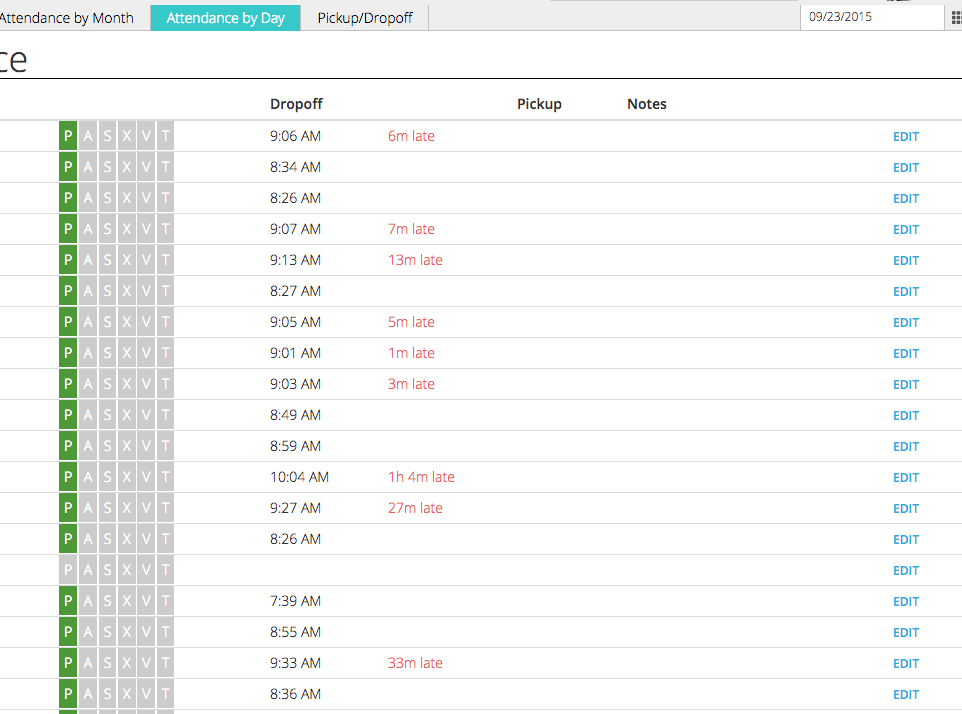 Attendance by Month Attendance by Day Pickup/Dropoff 09/23/2015
ce
Dropoff Pickup Notes
P A S X V T 9:06 AM 6m late EDIT
P A S X V T 8:34 AM EDIT
P A S X V T 8:26 AM EDIT
P A S X V T 9:07 AM 7m late EDIT
P A S X V T 9:13 AM 13m late EDIT
P A S X V T 8:27 AM EDIT
P A S X V T 9:05 AM 5m late EDIT
P A S X V T 9:01 AM 1m late EDIT
P A S X V T 9:03 AM 3m late EDIT
P A S X V T 8:49 AM EDIT
P A S X V T 8:59 AM EDIT
P A S X V T 10:04 AM 1h 4m late EDIT
P A S X V T 9:27 AM 27m late EDIT
P A S X V T 8:26 AM EDIT
P A S X V T EDIT
P A S X V T 7:39 AM EDIT
P A S X V T 8:55 AM EDIT
P A S X V T 9:33 AM 33m late EDIT
P A S X V T 8:36 AM EDIT